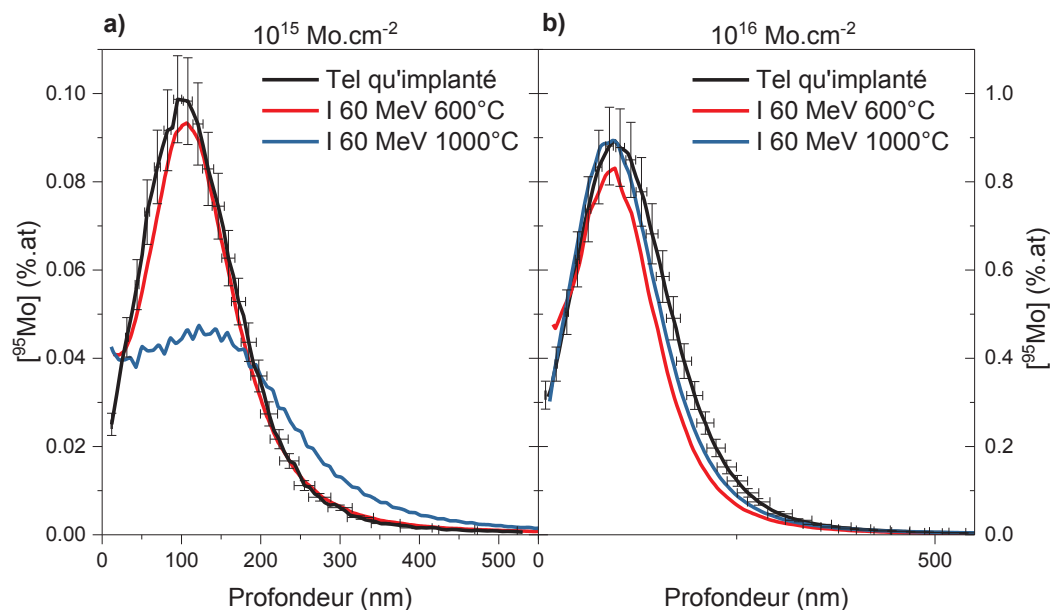 a)
10¹⁵ Mo.cm⁻²
b)
10¹⁶ Mo.cm⁻²
Tel qu'implanté
I 60 MeV 600°C
I 60 MeV 1000°C
Tel qu'implanté
I 60 MeV 600°C
I 60 MeV 1000°C
[⁹⁵Mo] (%.at)
0.10
0.08
0.06
0.04
0.02
0.00
1.0
0.8
0.6
0.4
0.2
0.0
[⁹⁵Mo] (%.at)
0 100 200 300 400 500
0 500
Profondeur (nm)
Profondeur (nm)